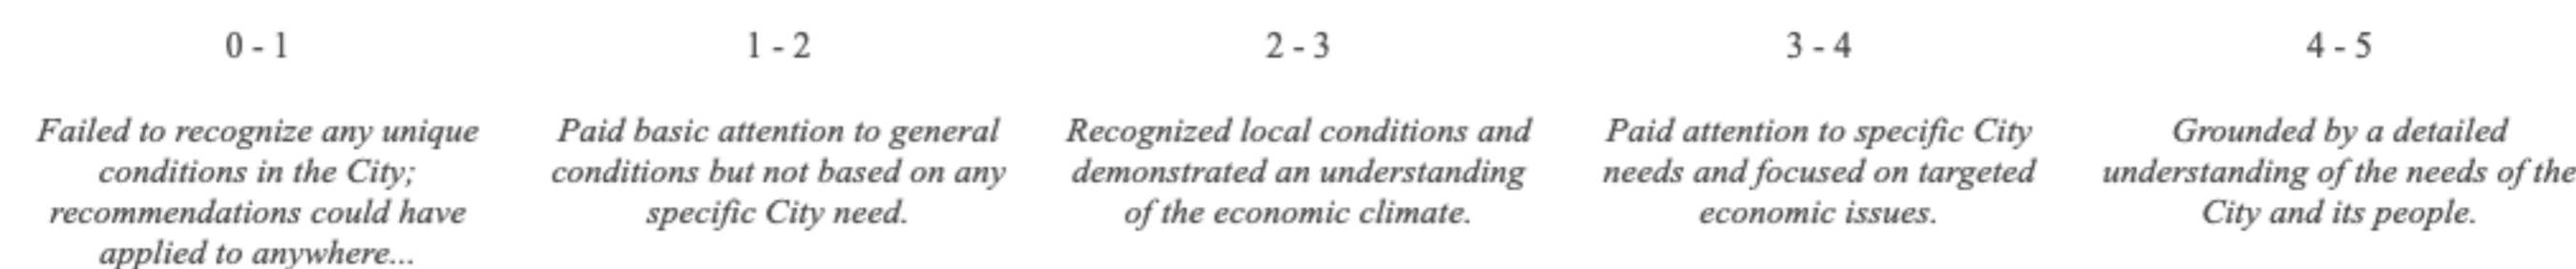 0 - 1
Failed to recognize any unique
conditions in the City;
recommendations could have
applied to anywhere...
1 - 2
Paid basic attention to general
conditions but not based on any
specific City need.
2 - 3
Recognized local conditions and
demonstrated an understanding
of the economic climate.
3 - 4
Paid attention to specific City
needs and focused on targeted
economic issues.
4 - 5
Grounded by a detailed
understanding of the needs of the
City and its people.